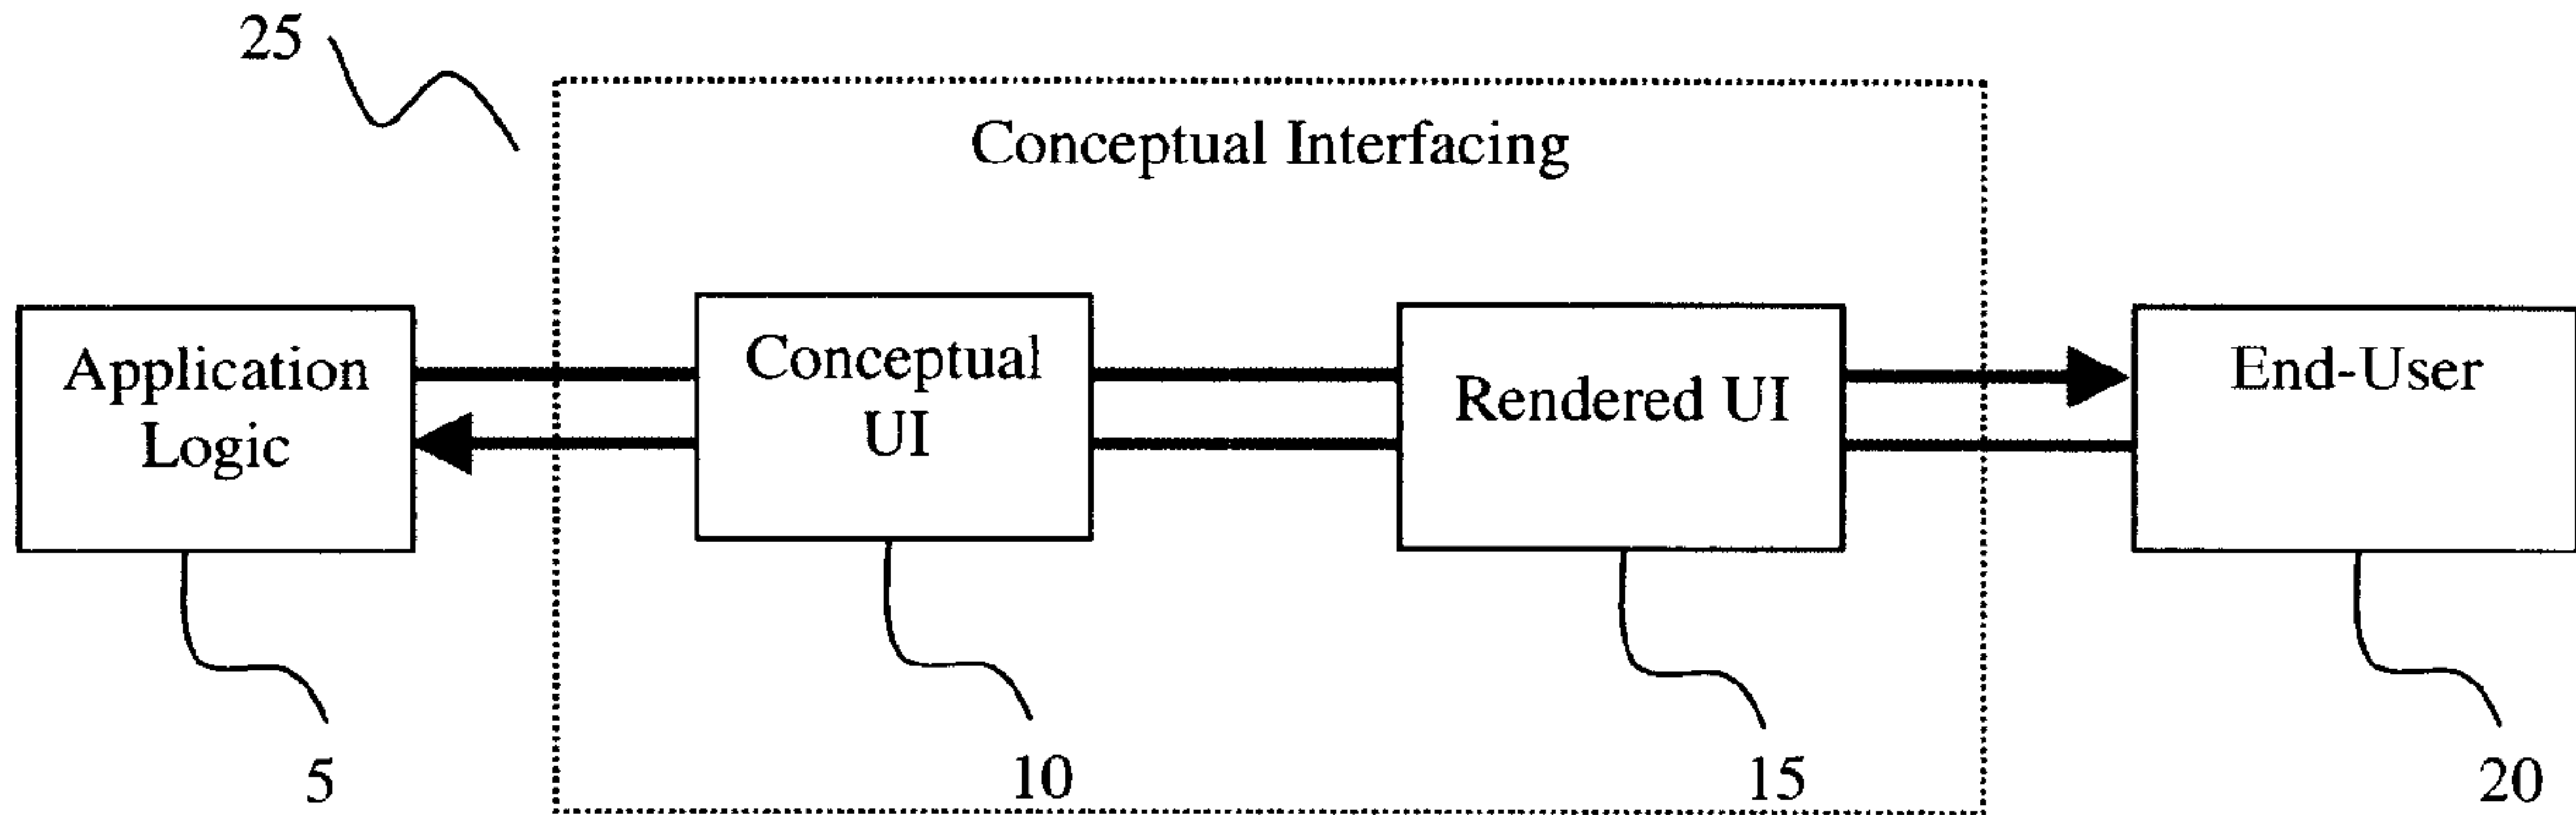 25
Conceptual Interfacing
Application
Logic
Conceptual
UI
Rendered UI
End-User
5
10
15
20